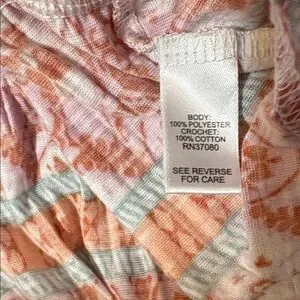 BODY:
100% POLYESTER
CROCHET:
100% COTTON
RN37080
SEE REVERSE
FOR CARE